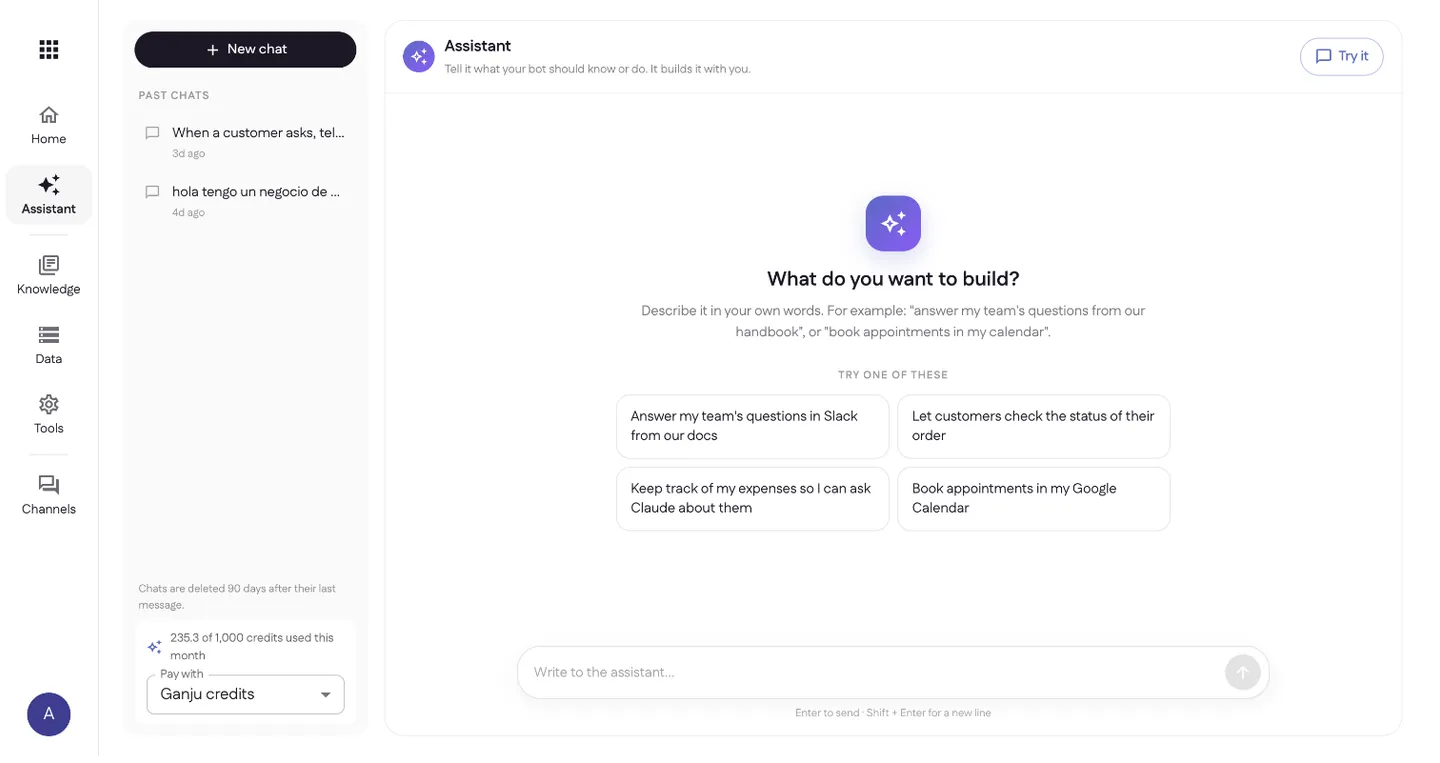 Home
Assistant
Knowledge
Data
Tools
Channels
A
New chat
PAST CHATS
When a customer asks, tel...
3d ago
hola tengo un negocio de ...
4d ago
Chats are deleted 90 days after their last
message.
235.3 of 1,000 credits used this
month
Pay with
Ganju credits
Assistant
Tell it what your bot should know or do. It builds it with you.
Try it
What do you want to build?
Describe it in your own words. For example: "answer my team's questions from our
handbook", or "book appointments in my calendar".
TRY ONE OF THESE
Answer my team's questions in Slack
from our docs
Let customers check the status of their
order
Keep track of my expenses so I can ask
Claude about them
Book appointments in my Google
Calendar
Write to the assistant...
Enter to send · Shift + Enter for a new line